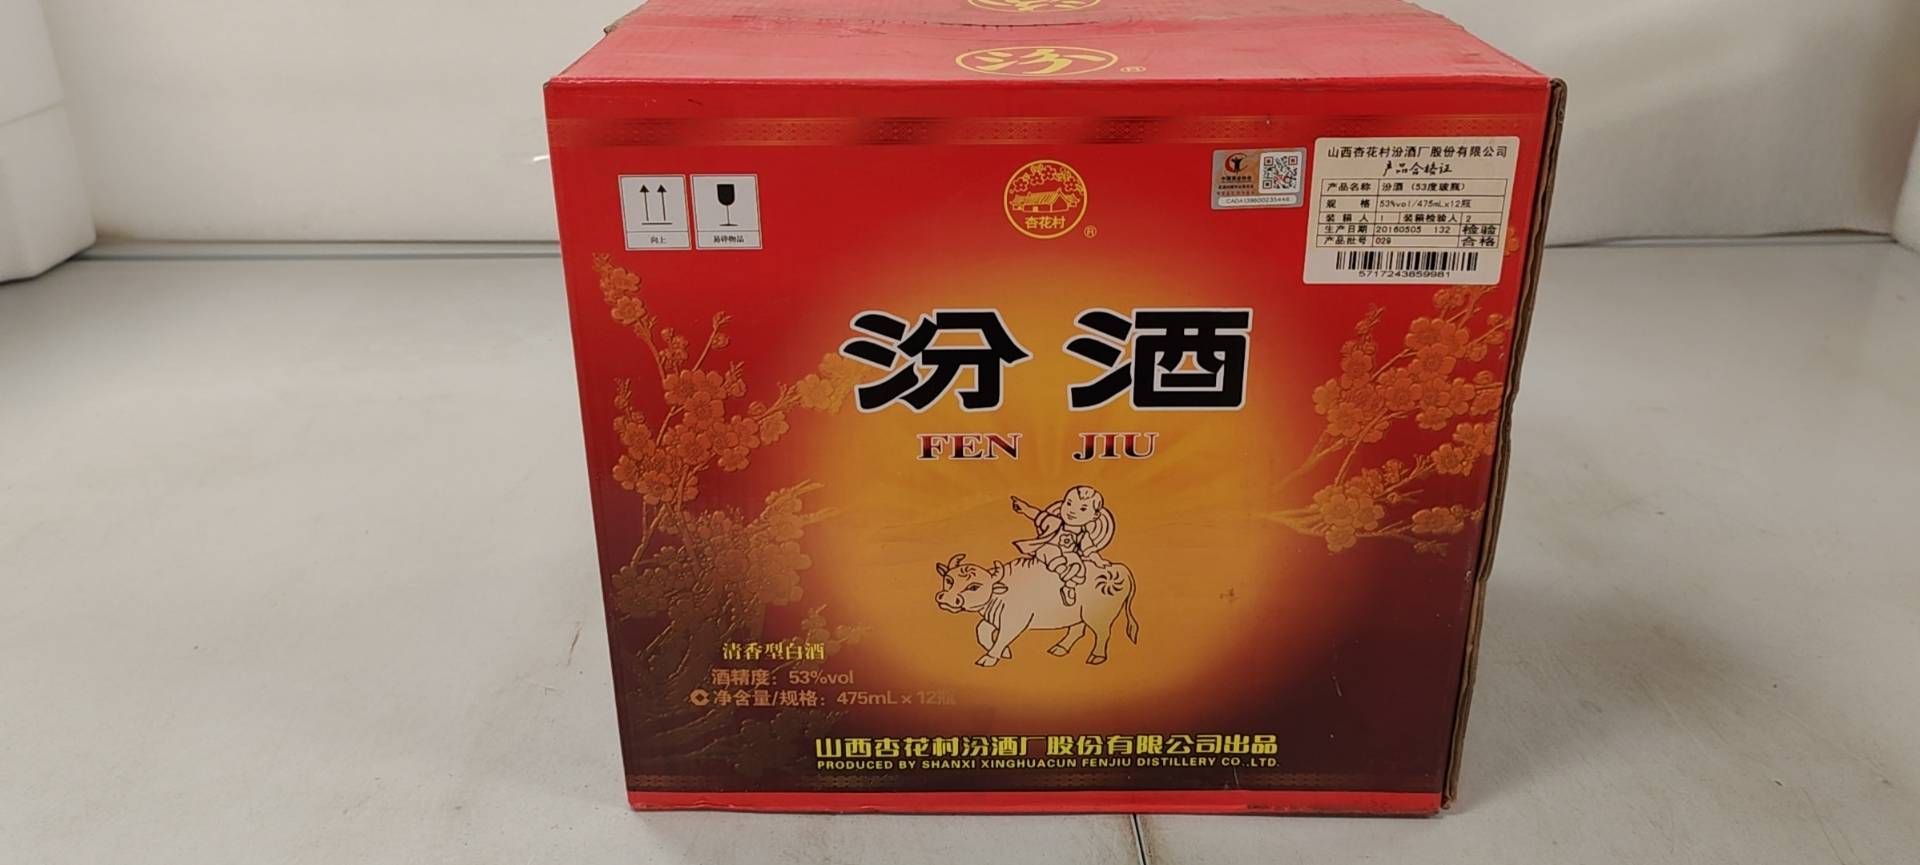 汾
®
向上
易碎物品
杏花村
®
山西杏花村汾酒厂股份有限公司
产品合格证
产品名称 汾酒（53度玻瓶）
规 格 53%vol/475mLx12瓶
装箱人 1 装箱检验人 2
生产日期 20160505 132 检验
产品批号 029 合格
5717243859981
汾酒
FEN JIU
清香型白酒
酒精度：53%vol
净含量/规格：475mL×12瓶
山西杏花村汾酒厂股份有限公司出品
PRODUCED BY SHANXI XINGHUACUN FENJIU DISTILLERY CO.,LTD.